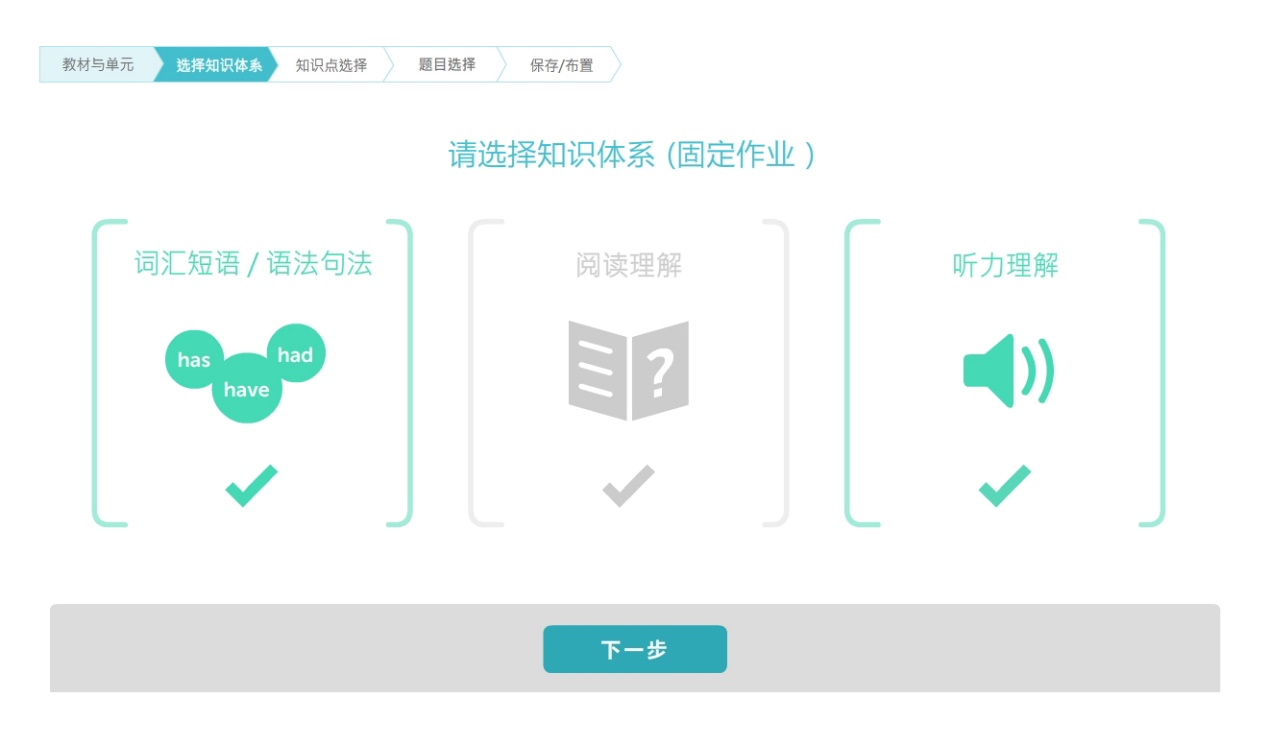 教材与单元 选择知识体系 知识点选择 题目选择 保存/布置
请选择知识体系 (固定作业 )
词汇短语 / 语法句法
has had
have
阅读理解
?
听力理解
下一步